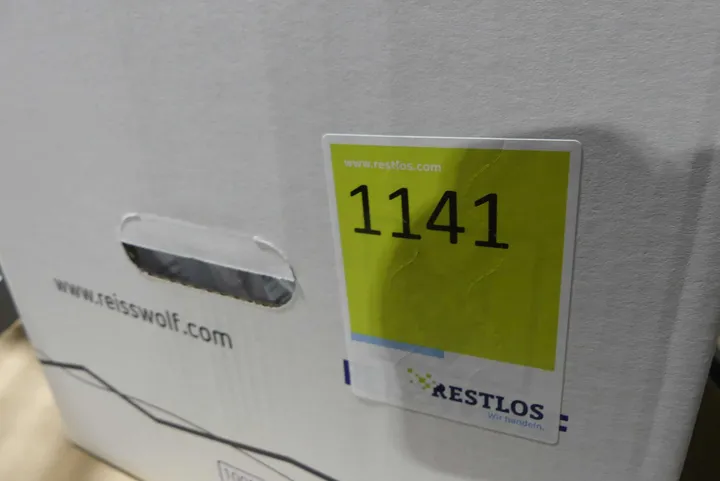 www.restlos.com
1141
www.reisswolf.com
RESTLOS
Wir handeln.